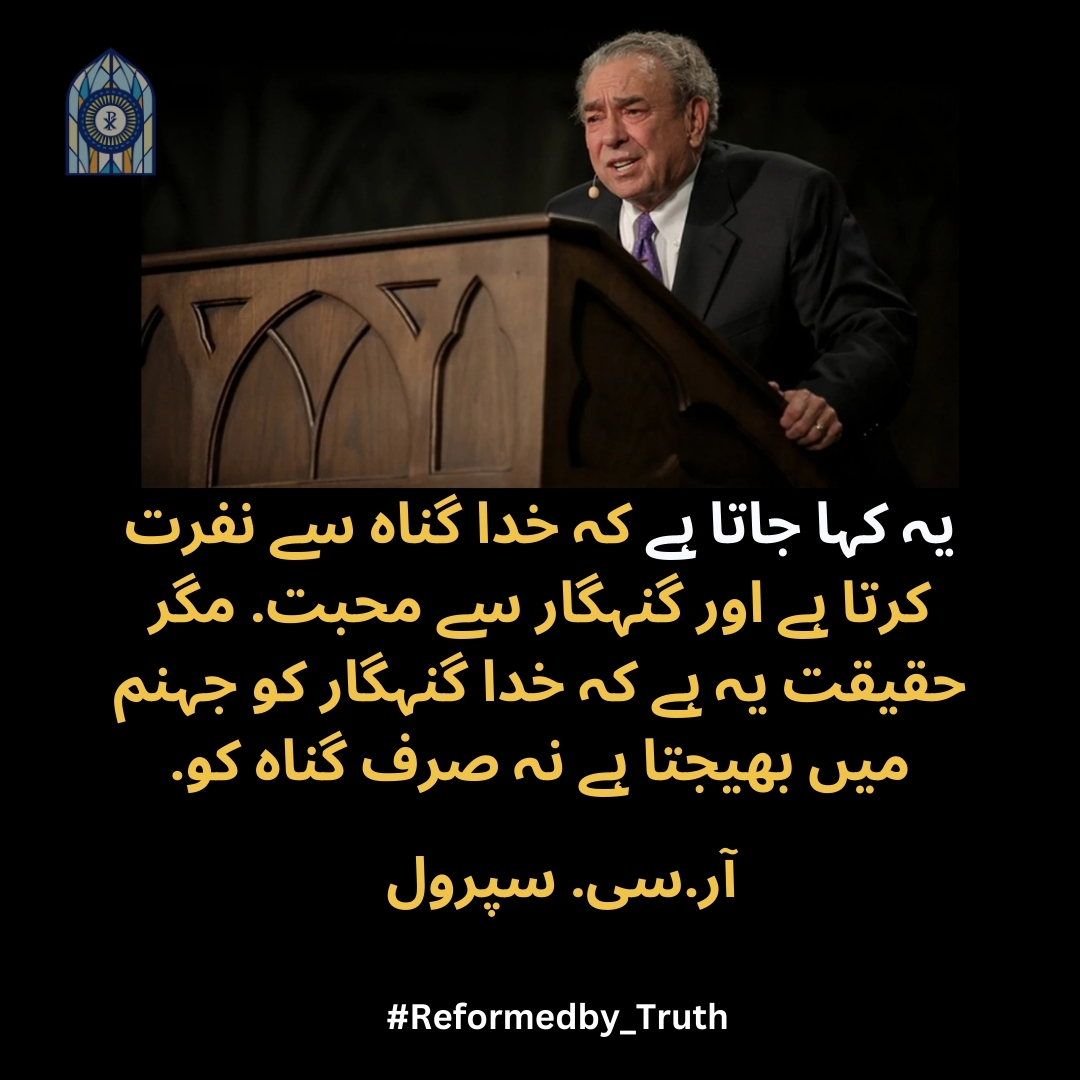 یہ کہا جاتا ہے کہ خدا گناہ سے نفرت
کرتا ہے اور گنہگار سے محبت. مگر
حقیقت یہ ہے کہ خدا گنہگار کو جہنم
میں بھیجتا ہے نہ صرف گناہ کو.
آر.سی. سپرول
#Reformedby_Truth